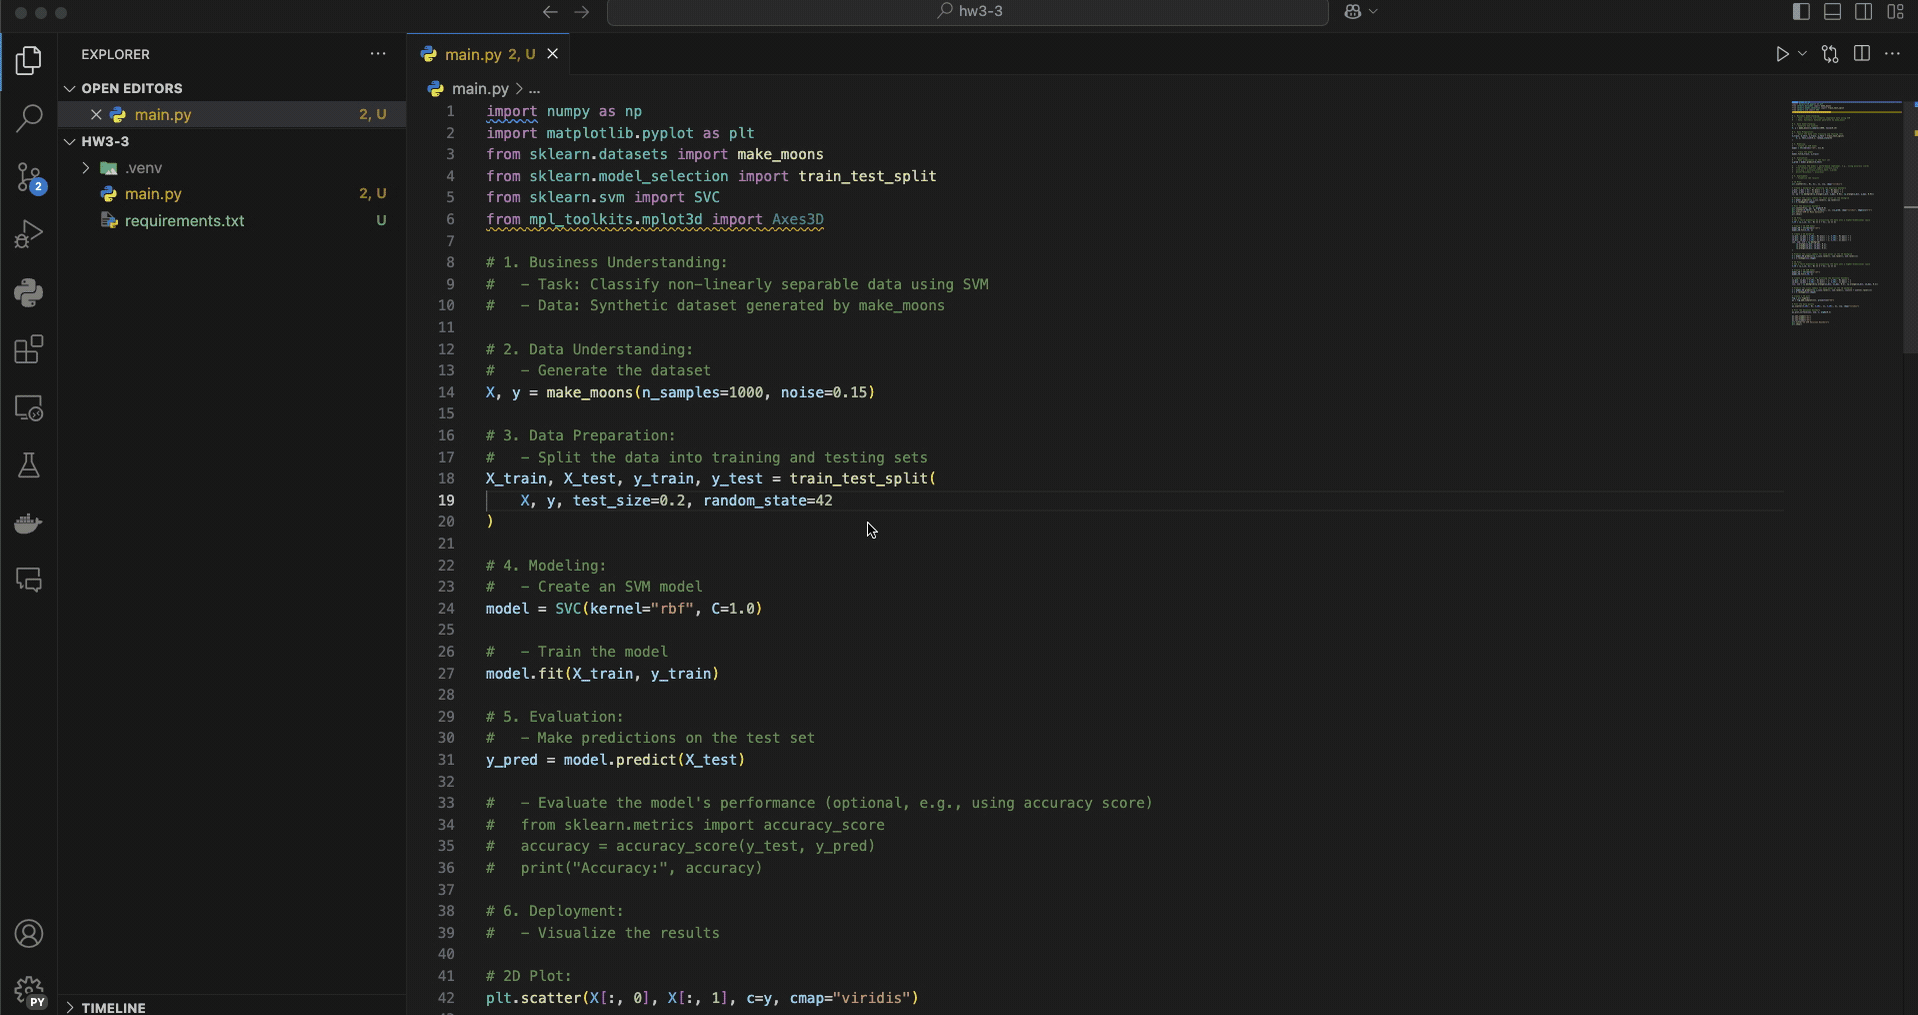 hw3-3
EXPLORER
OPEN EDITORS
main.py 2, U
HW3-3
.venv
main.py 2, U
requirements.txt U
TIMELINE
2
PY
main.py 2, U
main.py > ...
1 import numpy as np
2 import matplotlib.pyplot as plt
3 from sklearn.datasets import make_moons
4 from sklearn.model_selection import train_test_split
5 from sklearn.svm import SVC
6 from mpl_toolkits.mplot3d import Axes3D
7
8 # 1. Business Understanding:
9 #   - Task: Classify non-linearly separable data using SVM
10 #   - Data: Synthetic dataset generated by make_moons
11
12 # 2. Data Understanding:
13 #   - Generate the dataset
14 X, y = make_moons(n_samples=1000, noise=0.15)
15
16 # 3. Data Preparation:
17 #   - Split the data into training and testing sets
18 X_train, X_test, y_train, y_test = train_test_split(
19     X, y, test_size=0.2, random_state=42
20 )
21
22 # 4. Modeling:
23 #   - Create an SVM model
24 model = SVC(kernel="rbf", C=1.0)
25
26 #   - Train the model
27 model.fit(X_train, y_train)
28
29 # 5. Evaluation:
30 #   - Make predictions on the test set
31 y_pred = model.predict(X_test)
32
33 #   - Evaluate the model's performance (optional, e.g., using accuracy score)
34 #   from sklearn.metrics import accuracy_score
35 #   accuracy = accuracy_score(y_test, y_pred)
36 #   print("Accuracy:", accuracy)
37
38 # 6. Deployment:
39 #   - Visualize the results
40
41 # 2D Plot:
42 plt.scatter(X[:, 0], X[:, 1], c=y, cmap="viridis")